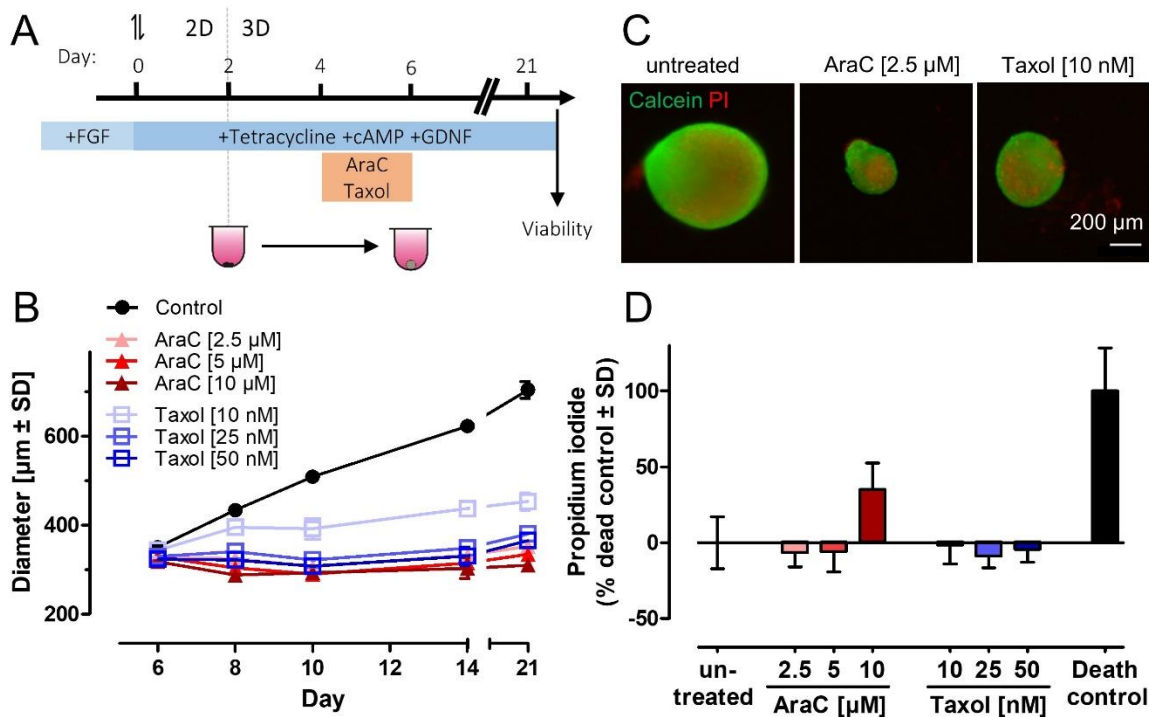 A
2D 3D
Day: 0 2 4 6 21
+FGF +Tetracycline +cAMP +GDNF
AraC
Taxol
Viability
C
untreated AraC [2.5 µM] Taxol [10 nM]
Calcein PI
200 µm
B
Control
AraC [2.5 µM]
AraC [5 µM]
AraC [10 µM]
Taxol [10 nM]
Taxol [25 nM]
Taxol [50 nM]
Diameter [µm ± SD]
600
400
200
6 8 10 12 14 21
Day
D
Propidium iodide
(% dead control ± SD)
100
50
0
-50
un-
treated
2.5 5 10
AraC [µM]
10 25 50
Taxol [nM]
Death
control